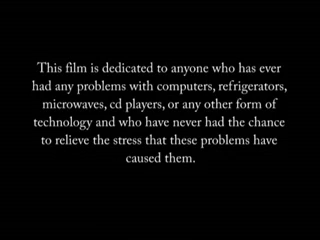 This film is dedicated to anyone who has ever
had any problems with computers, refrigerators,
microwaves, cd players, or any other form of
technology and who have never had the chance
to relieve the stress that these problems have
caused them.